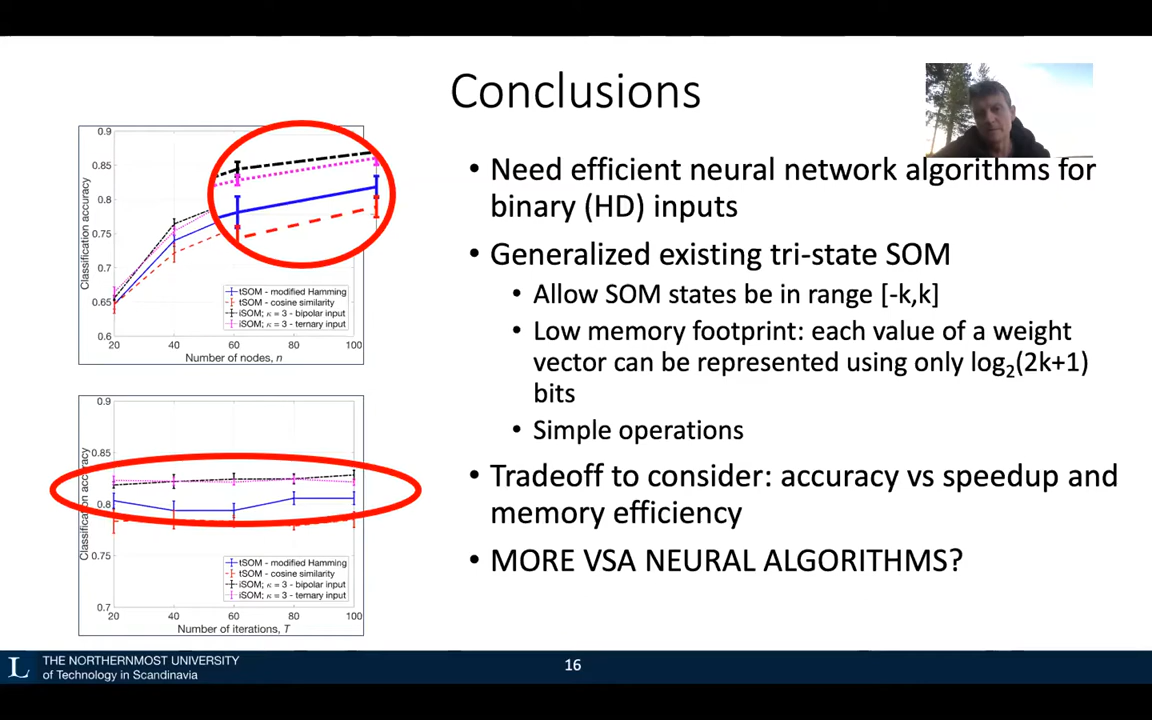 Conclusions
0.9
0.85
0.75
0.7
0.65
0.6
Classification accuracy
tSOM - modified Hamming
tSOM - cosine similarity
iSOM; κ = 3 - bipolar input
iSOM; κ = 3 - ternary input
20
40
60
80
100
Number of nodes, n
0.9
0.85
0.8
0.75
0.7
Classification accuracy
tSOM - modified Hamming
tSOM - cosine similarity
iSOM; κ = 3 - bipolar input
iSOM; κ = 3 - ternary input
20
40
60
80
100
Number of iterations, T
• Need efficient neural network algorithms for
binary (HD) inputs
• Generalized existing tri-state SOM
• Allow SOM states be in range [-k,k]
• Low memory footprint: each value of a weight
vector can be represented using only log₂(2k+1)
bits
• Simple operations
• Tradeoff to consider: accuracy vs speedup and
memory efficiency
• MORE VSA NEURAL ALGORITHMS?
L
THE NORTHERNMOST UNIVERSITY
of Technology in Scandinavia
16